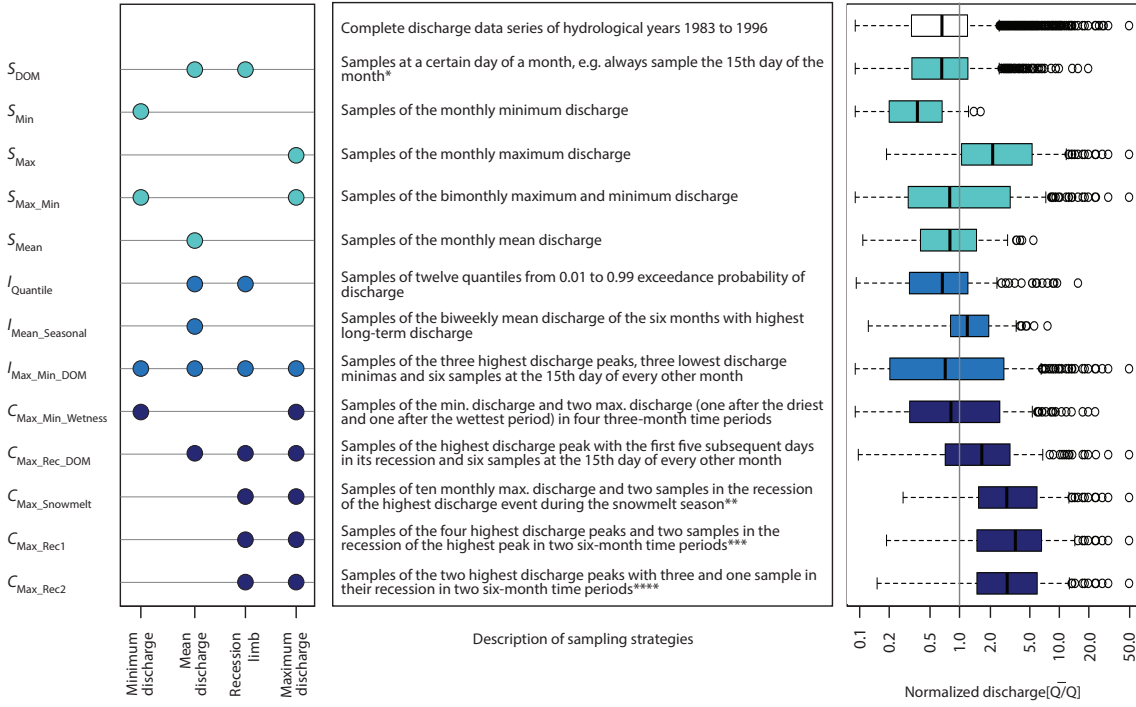 Complete discharge data series of hydrological years 1983 to 1996
S_DOM
Samples at a certain day of a month, e.g. always sample the 15th day of the
month*
S_Min
Samples of the monthly minimum discharge
S_Max
Samples of the monthly maximum discharge
S_Max_Min
Samples of the bimonthly maximum and minimum discharge
S_Mean
Samples of the monthly mean discharge
I_Quantile
Samples of twelve quantiles from 0.01 to 0.99 exceedance probability of
discharge
I_Mean_Seasonal
Samples of the biweekly mean discharge of the six months with highest
long-term discharge
I_Max_Min_DOM
Samples of the three highest discharge peaks, three lowest discharge
minimas and six samples at the 15th day of every other month
C_Max_Min_Wetness
Samples of the min. discharge and two max. discharge (one after the driest
and one after the wettest period) in four three-month time periods
C_Max_Rec_DOM
Samples of the highest discharge peak with the first five subsequent days
in its recession and six samples at the 15th day of every other month
C_Max_Snowmelt
Samples of ten monthly max. discharge and two samples in the recession
of the highest discharge event during the snowmelt season**
C_Max_Rec1
Samples of the four highest discharge peaks and two samples in the
recession of the highest peak in two six-month time periods***
C_Max_Rec2
Samples of the two highest discharge peaks with three and one sample in
their recession in two six-month time periods****
Minimum
discharge
Mean
discharge
Recession
limb
Maximum
discharge
Description of sampling strategies
0.1
0.2
0.5
1.0
2.0
5.0
10.0
20.0
50.0
Normalized discharge[Q̅/Q]